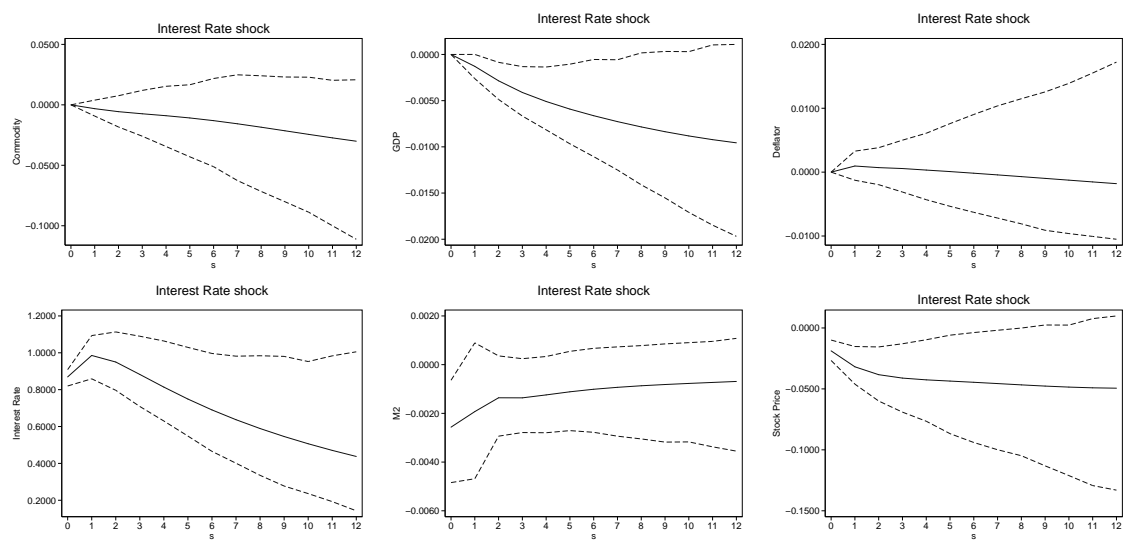 Interest Rate shock
0.0500
0.0000
−0.0500
−0.1000
Commodity
0 1 2 3 4 5 6 7 8 9 10 11 12
s
Interest Rate shock
0.0000
−0.0050
−0.0100
−0.0150
−0.0200
GDP
0 1 2 3 4 5 6 7 8 9 10 11 12
s
Interest Rate shock
0.0200
0.0100
0.0000
−0.0100
Deflator
0 1 2 3 4 5 6 7 8 9 10 11 12
s
Interest Rate shock
1.2000
1.0000
0.8000
0.6000
0.4000
0.2000
Interest Rate
0 1 2 3 4 5 6 7 8 9 10 11 12
s
Interest Rate shock
0.0020
0.0000
−0.0020
−0.0040
−0.0060
M2
0 1 2 3 4 5 6 7 8 9 10 11 12
s
Interest Rate shock
0.0000
−0.0500
−0.1000
−0.1500
Stock Price
0 1 2 3 4 5 6 7 8 9 10 11 12
s